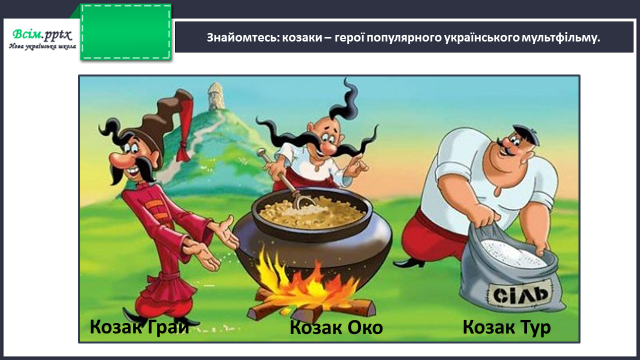 Всім.pptx
Нова українська школа
Знайомтесь: козаки – герої популярного українського мультфільму.
СІЛЬ
Козак Грай
Козак Око
Козак Тур